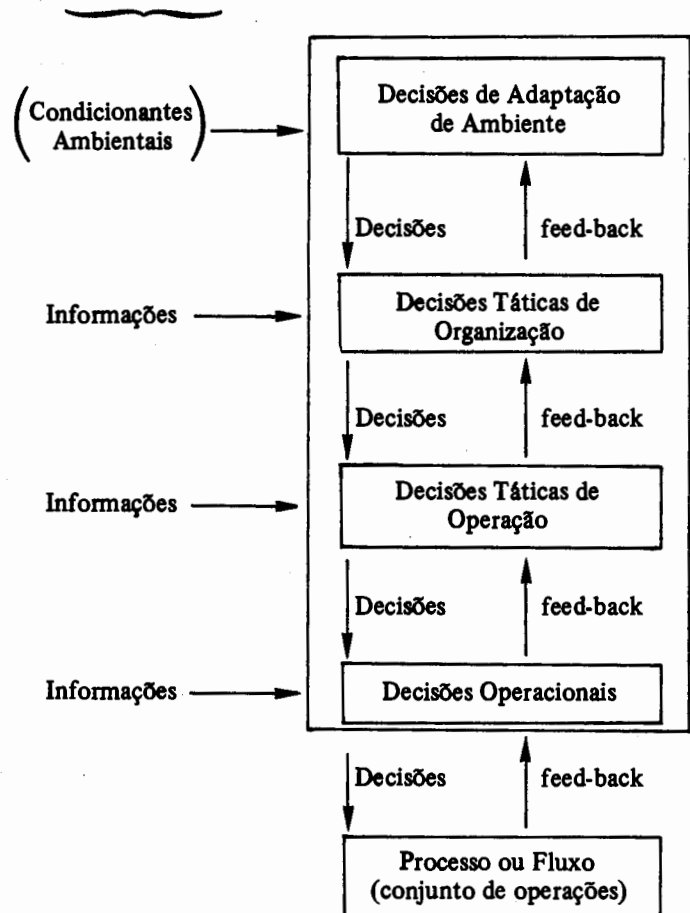 Decisões de Adaptação
de Ambiente
(Condicionantes
Ambientais)
Decisões
feed-back
Informações
Decisões Táticas de
Organização
Decisões
feed-back
Informações
Decisões Táticas de
Operação
Decisões
feed-back
Informações
Decisões Operacionais
Decisões
feed-back
Processo ou Fluxo
(conjunto de operações)